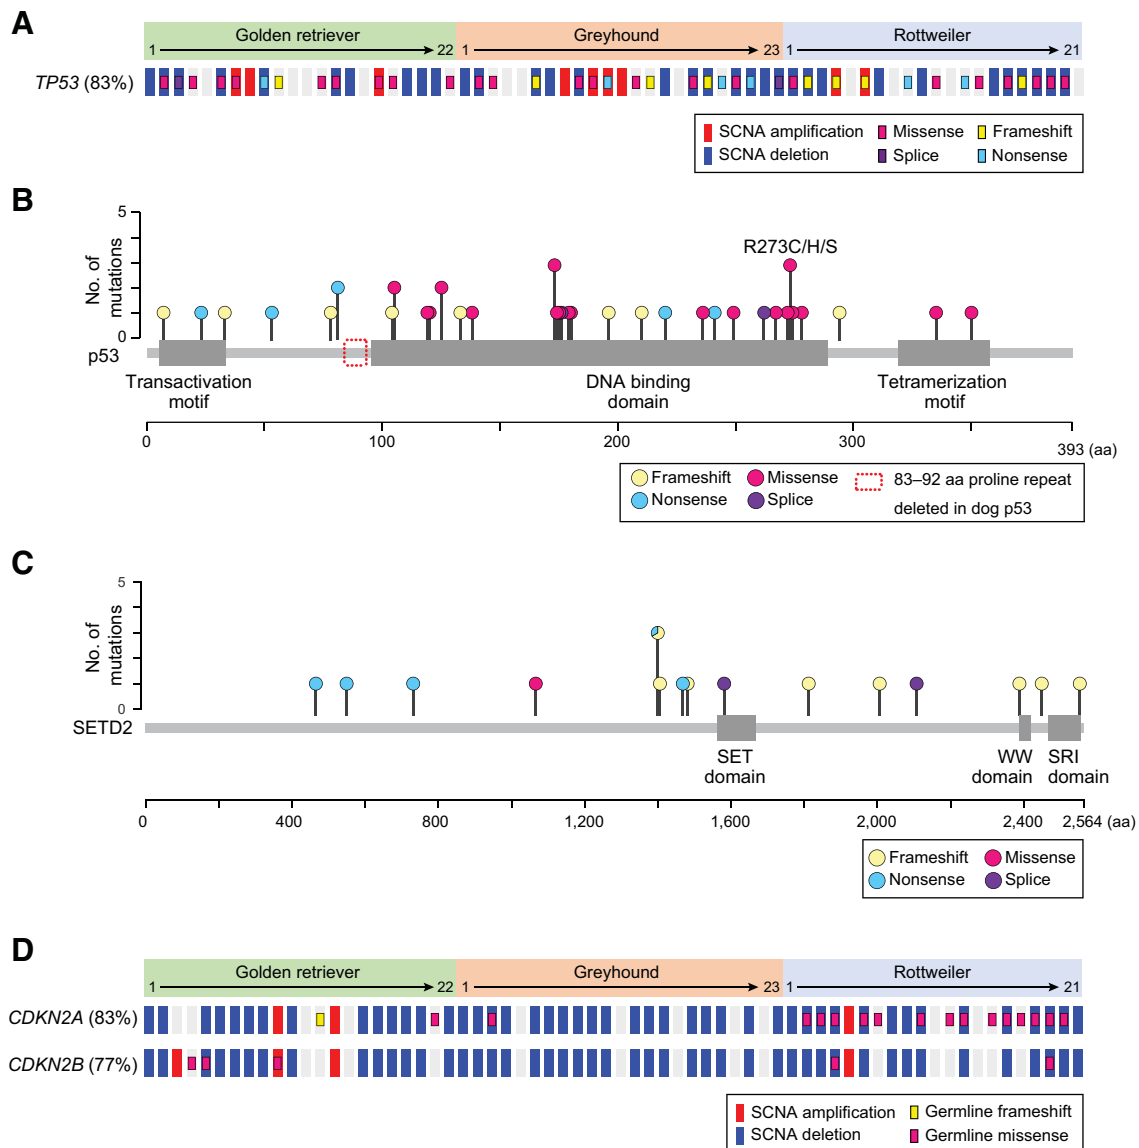 A
Golden retriever Greyhound Rottweiler
1 22 1 23 1 21
TP53 (83%)
SCNA amplification Missense Frameshift
SCNA deletion Splice Nonsense
B
5
No. of
mutations
0
R273C/H/S
p53
Transactivation
motif
DNA binding
domain
Tetramerization
motif
0 100 200 300 393 (aa)
Frameshift Missense 83–92 aa proline repeat
Nonsense Splice deleted in dog p53
C
5
No. of
mutations
0
SETD2
SET
domain
WW
domain
SRI
domain
0 400 800 1,200 1,600 2,000 2,400 2,564 (aa)
Frameshift Missense
Nonsense Splice
D
Golden retriever Greyhound Rottweiler
1 22 1 23 1 21
CDKN2A (83%)
CDKN2B (77%)
SCNA amplification Germline frameshift
SCNA deletion Germline missense